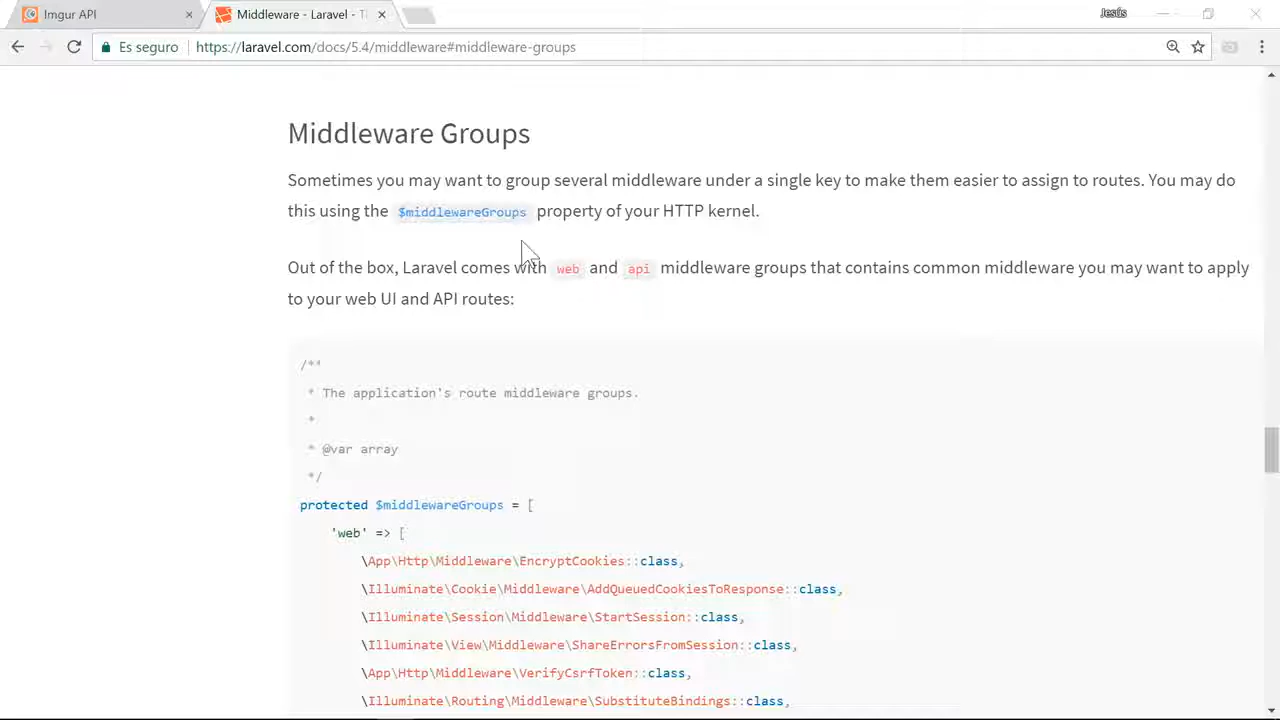 Imgur API
Middleware - Laravel - T
Jesús
Es seguro
https://laravel.com/docs/5.4/middleware#middleware-groups
Middleware Groups
Sometimes you may want to group several middleware under a single key to make them easier to assign to routes. You may do
this using the $middlewareGroups property of your HTTP kernel.
Out of the box, Laravel comes with web and api middleware groups that contains common middleware you may want to apply
to your web UI and API routes:
/**
* The application's route middleware groups.
*
* @var array
*/
protected $middlewareGroups = [
'web' => [
\App\Http\Middleware\EncryptCookies::class,
\Illuminate\Cookie\Middleware\AddQueuedCookiesToResponse::class,
\Illuminate\Session\Middleware\StartSession::class,
\Illuminate\View\Middleware\ShareErrorsFromSession::class,
\App\Http\Middleware\VerifyCsrfToken::class,
\Illuminate\Routing\Middleware\SubstituteBindings::class,